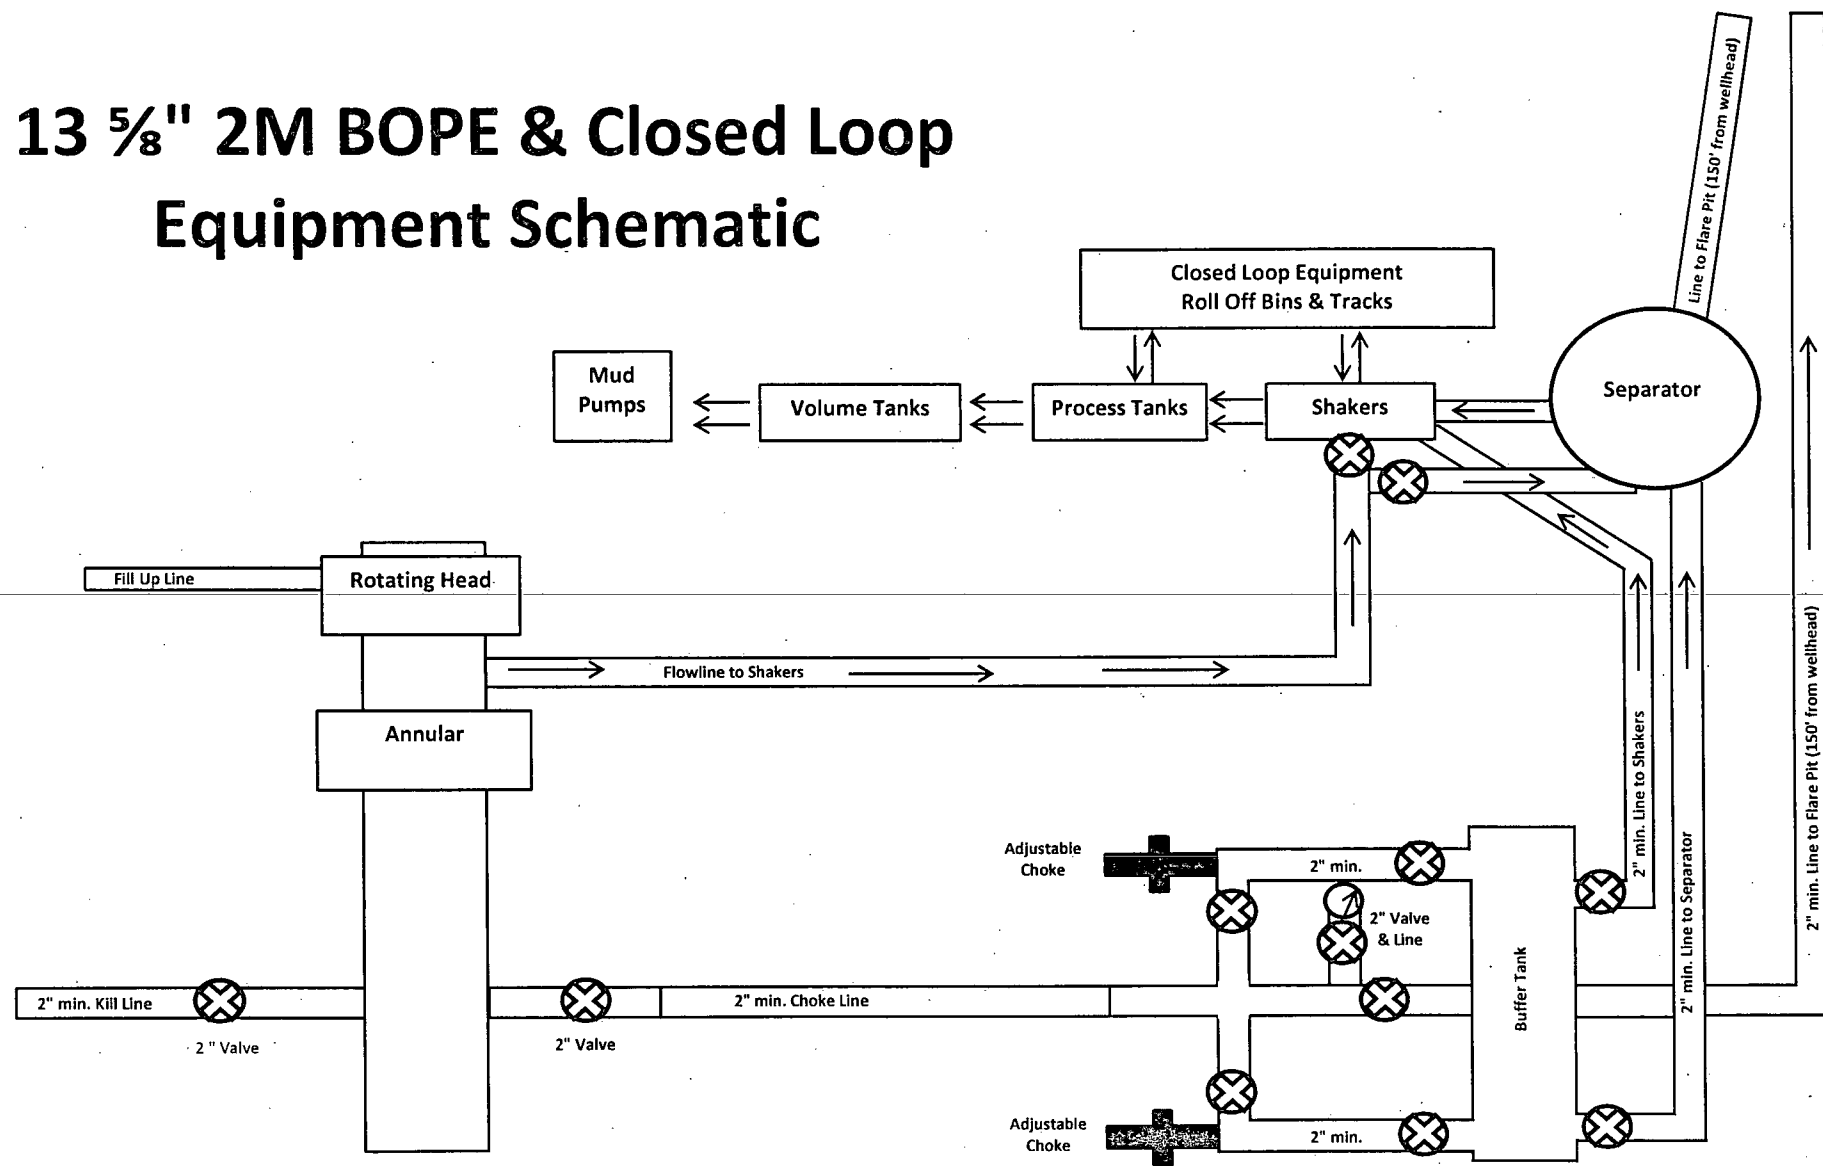 13 ⅝" 2M BOPE & Closed Loop
Equipment Schematic
Line to Flare Pit (150' from wellhead)
Closed Loop Equipment
Roll Off Bins & Tracks
Mud
Pumps
Volume Tanks
Process Tanks
Shakers
Separator
Fill Up Line
Rotating Head
Flowline to Shakers
Annular
2" min. Line to Shakers
2" min. Line to Separator
2" min. Line to Flare Pit (150' from wellhead)
Adjustable
Choke
2" min.
2" Valve
& Line
Buffer Tank
2" min. Kill Line
2 " Valve
2" Valve
2" min. Choke Line
Adjustable
Choke
2" min.